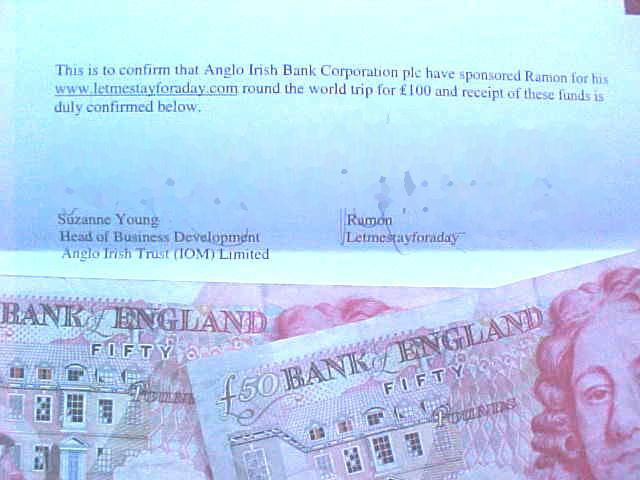 This is to confirm that Anglo Irish Bank Corporation plc have sponsored Ramon for his
www.letmestayforaday.com round the world trip for £100 and receipt of these funds is
duly confirmed below.
Suzanne Young
Ramon
Head of Business Development
Letmestayforaday
Anglo Irish Trust (IOM) Limited
BANK of ENGLAND
FIFTY
POUNDS
£50 BANK of ENGLAND
FIFTY
POUNDS